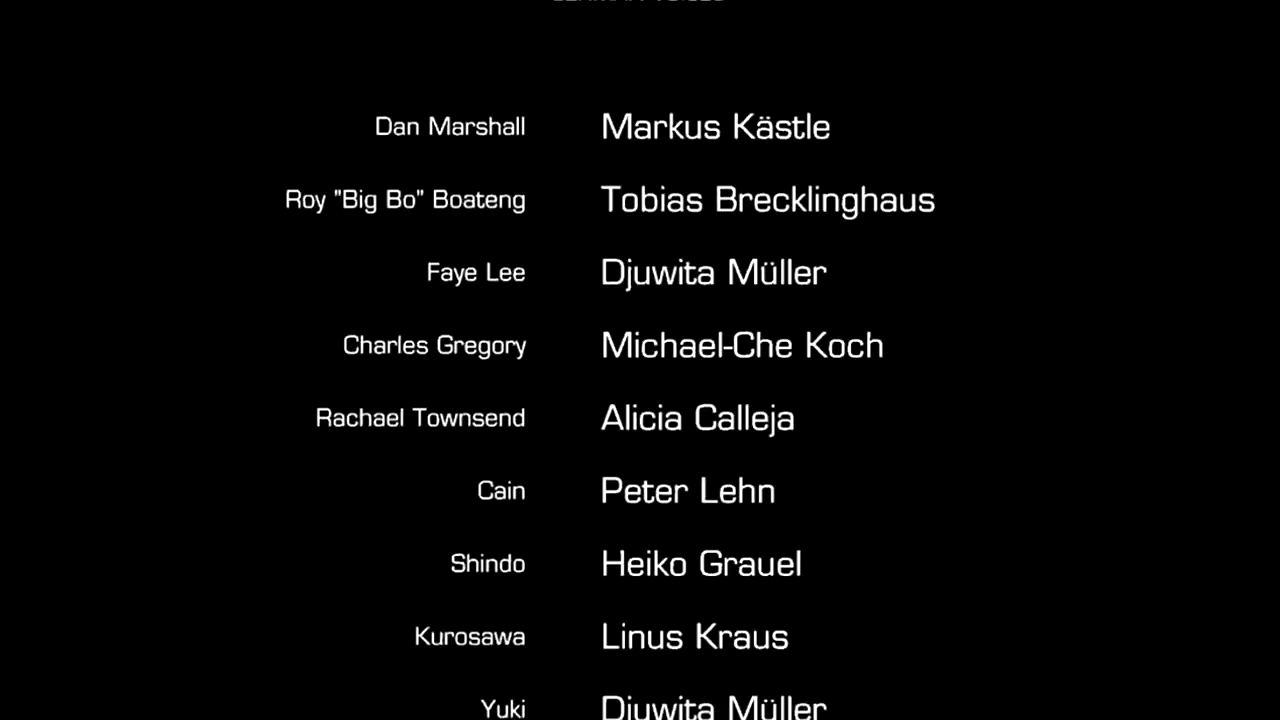 Dan Marshall Markus Kästle
Roy "Big Bo" Boateng Tobias Brecklinghaus
Faye Lee Djuwita Müller
Charles Gregory Michael-Che Koch
Rachael Townsend Alicia Calleja
Cain Peter Lehn
Shindo Heiko Grauel
Kurosawa Linus Kraus
Yuki Djuwita Müller